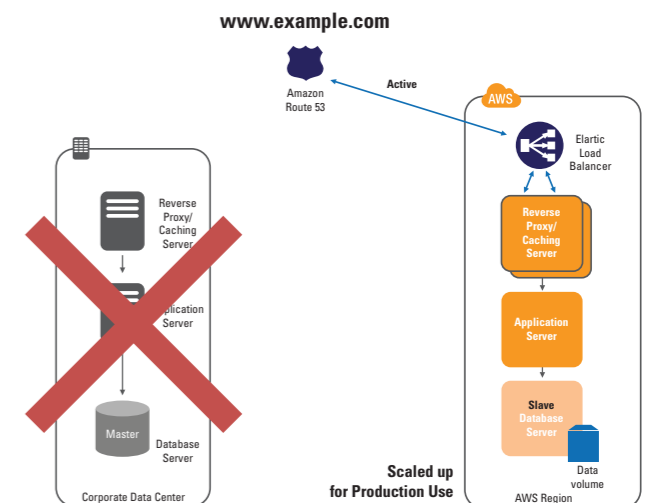 www.example.com
Amazon
Route 53
Active
AWS
Elartic
Load
Balancer
Reverse
Proxy/
Caching
Server
Reverse
Proxy/
Caching
Server
plication
Server
Application
Server
Master
Database
Server
Slave
Database
Server
Scaled up
for Production Use
Data
volume
Corporate Data Center
AWS Region